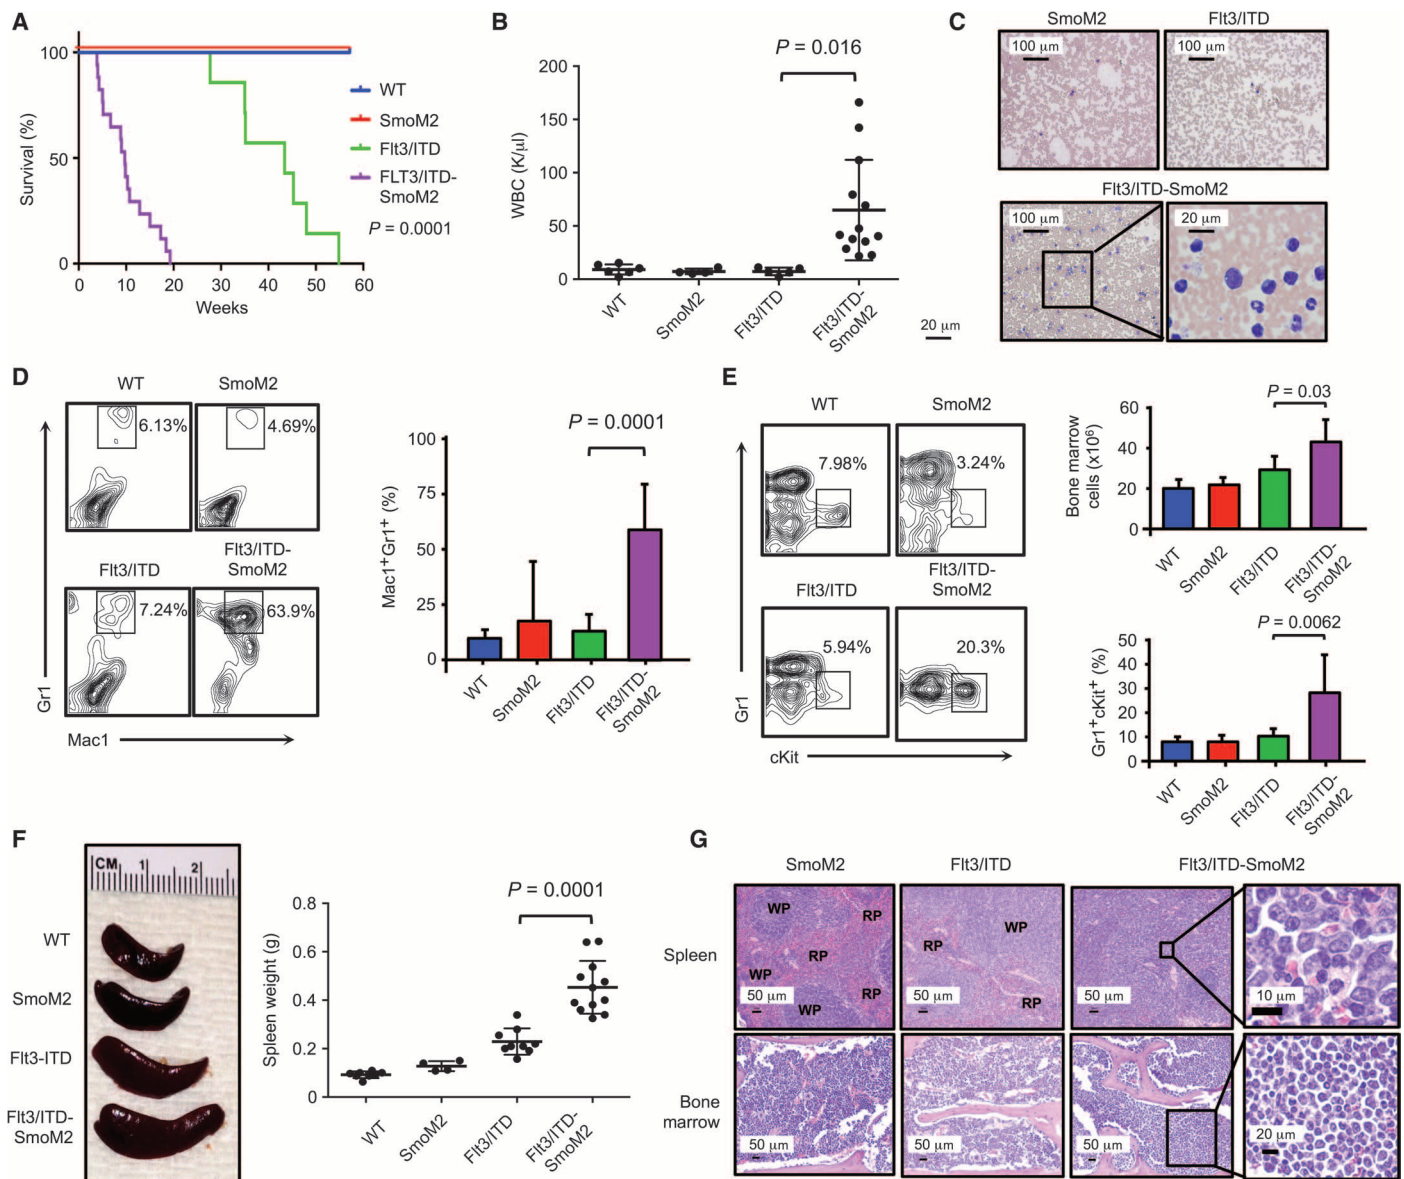 A
Survival (%)
100
50
0
0 10 20 30 40 50 60
Weeks
WT
SmoM2
Flt3/ITD
FLT3/ITD-
SmoM2
P = 0.0001
B
P = 0.016
WBC (K/μl)
200
150
100
50
0
WT
SmoM2
Flt3/ITD
Flt3/ITD-
SmoM2
C
SmoM2
Flt3/ITD
100 μm
100 μm
Flt3/ITD-SmoM2
100 μm
20 μm
20 μm
D
WT
SmoM2
6.13%
4.69%
Flt3/ITD
Flt3/ITD-
SmoM2
7.24%
63.9%
Gr1
Mac1
P = 0.0001
Mac1+Gr1+ (%)
100
75
50
25
0
WT
SmoM2
Flt3/ITD
Flt3/ITD-
SmoM2
E
WT
SmoM2
7.98%
3.24%
Flt3/ITD
Flt3/ITD-
SmoM2
5.94%
20.3%
Gr1
cKit
P = 0.03
Bone marrow
cells (x10⁶)
60
40
20
0
WT
SmoM2
Flt3/ITD
Flt3/ITD-
SmoM2
P = 0.0062
Gr1+cKit+ (%)
50
40
30
20
10
0
WT
SmoM2
Flt3/ITD
Flt3/ITD-
SmoM2
F
CM 1 2
WT
SmoM2
Flt3-ITD
Flt3/ITD-
SmoM2
P = 0.0001
Spleen weight (g)
0.8
0.6
0.4
0.2
0
WT
SmoM2
Flt3/ITD
Flt3/ITD-
SmoM2
G
SmoM2
Flt3/ITD
Flt3/ITD-SmoM2
Spleen
WP
RP
RP
WP
RP
WP
50 μm
WP
RP
RP
50 μm
50 μm
10 μm
Bone
marrow
50 μm
50 μm
50 μm
20 μm